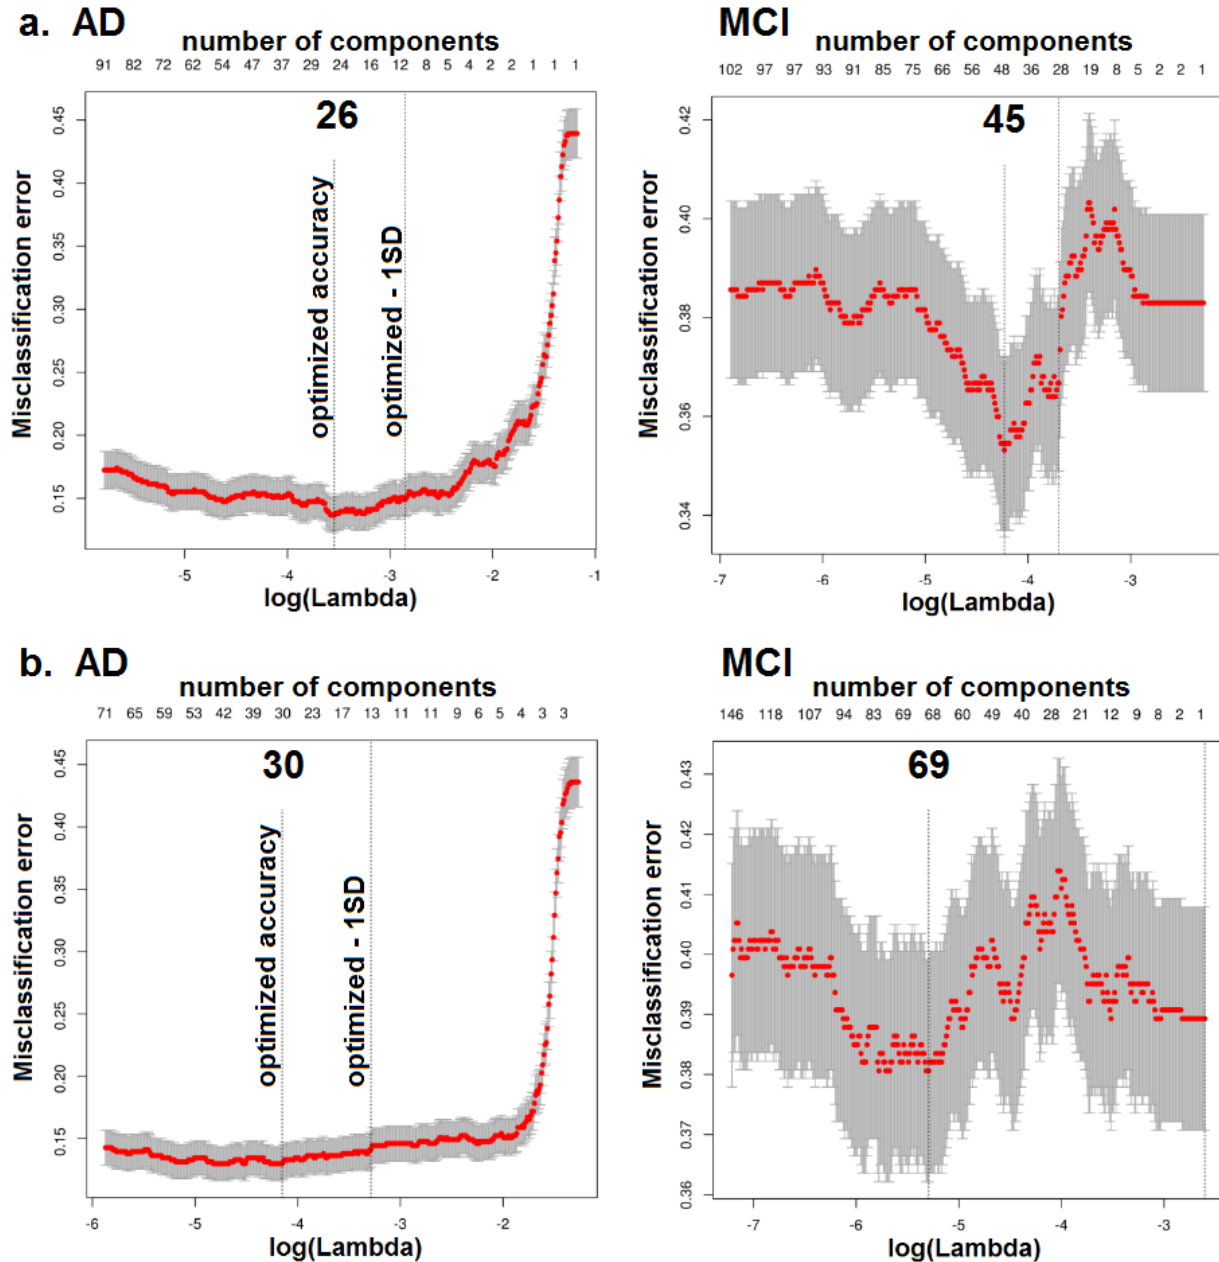 a. AD
number of components
91 82 72 62 54 47 37 29 24 16 12 8 5 4 2 2 1 1 1
26
optimized accuracy
optimized - 1SD
Misclassification error
0.45
0.40
0.35
0.30
0.25
0.20
0.15
-5 -4 -3 -2 -1
log(Lambda)
MCI
number of components
102 97 97 93 91 85 75 66 56 48 36 28 19 8 5 2 2 1
45
Misclassification error
0.42
0.40
0.38
0.36
0.34
-7 -6 -5 -4 -3
log(Lambda)
b. AD
number of components
71 65 59 53 42 39 30 23 17 13 11 11 9 6 5 4 3 3
30
optimized accuracy
optimized - 1SD
Misclassification error
0.45
0.40
0.35
0.30
0.25
0.20
0.15
-6 -5 -4 -3 -2
log(Lambda)
MCI
number of components
146 118 107 94 83 69 68 60 49 40 28 21 12 9 8 2 1
69
Misclassification error
0.43
0.42
0.41
0.40
0.39
0.38
0.37
0.36
-7 -6 -5 -4 -3
log(Lambda)